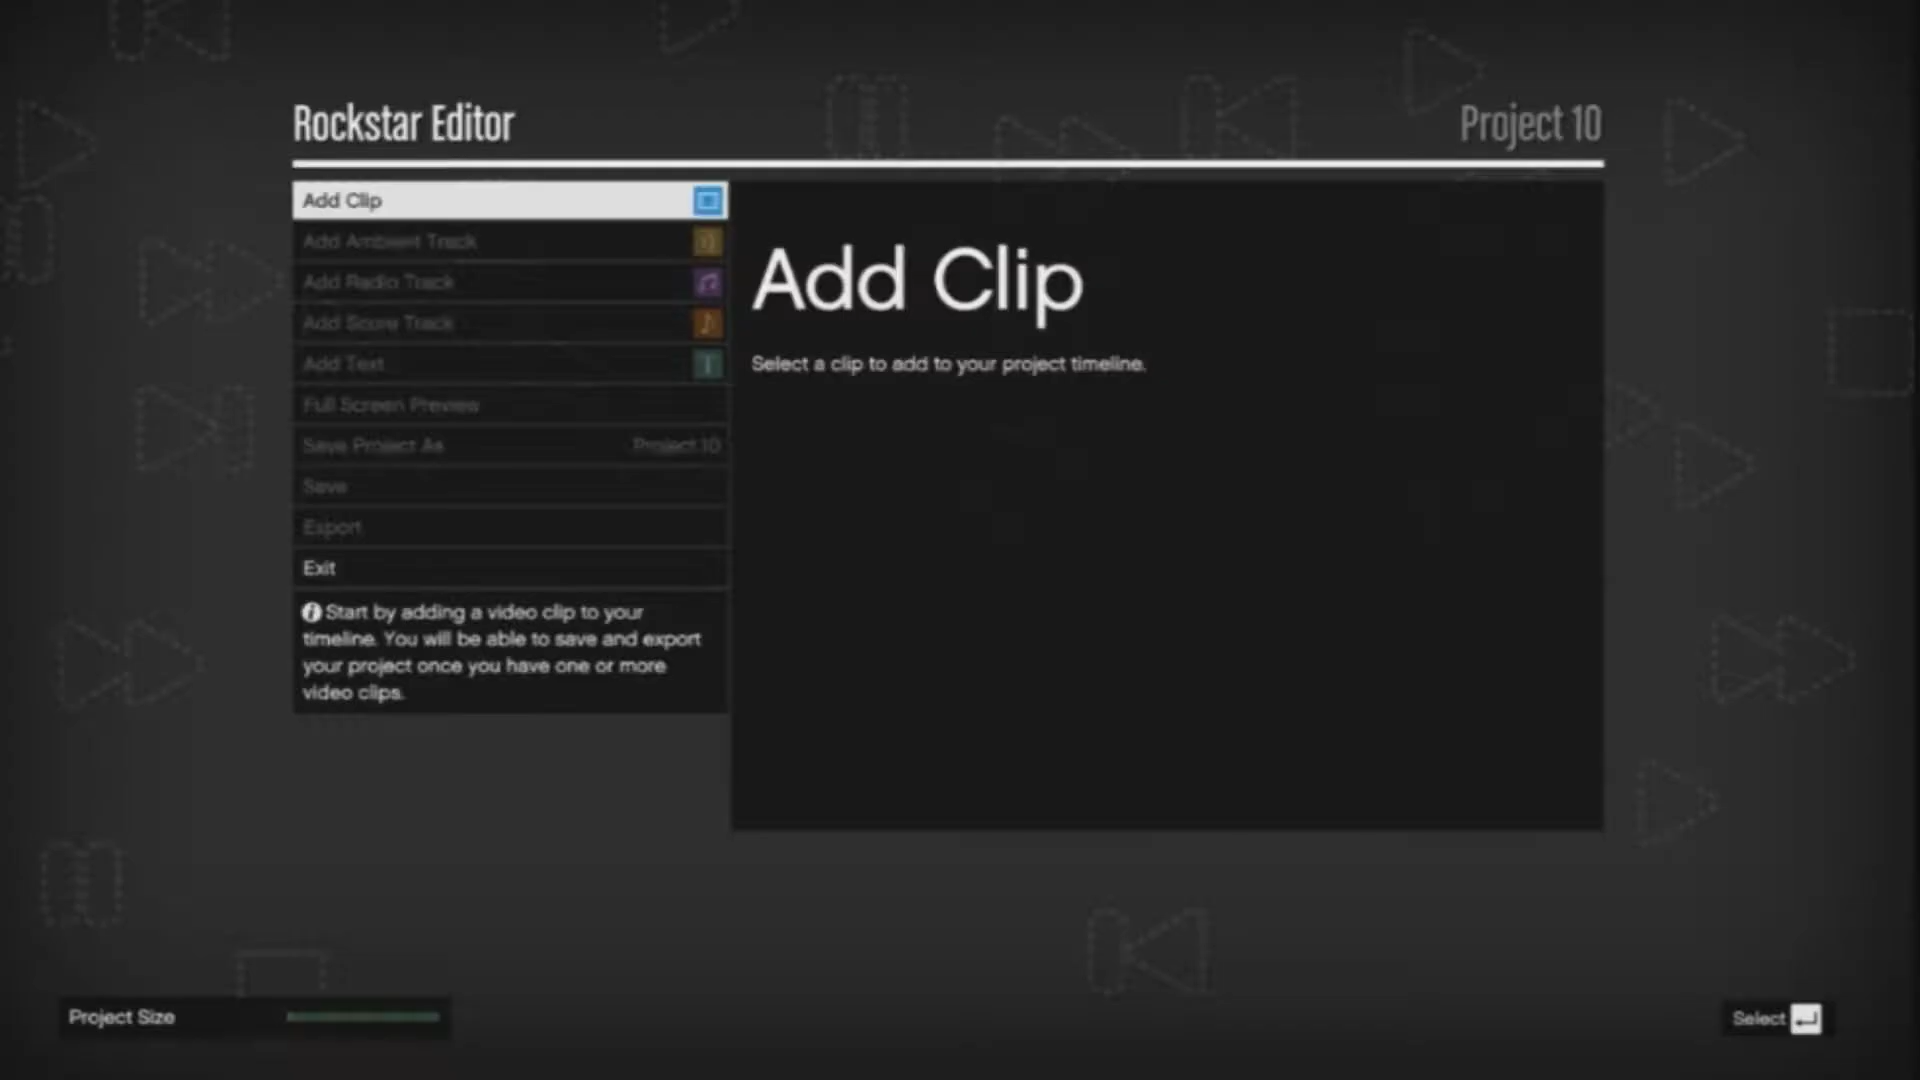 Rockstar Editor
Project 10
Add Clip
Add Ambient Track
Add Radio Track
Add Score Track
Add Text
Full Screen Preview
Save Project As Project 10
Save
Export
Exit
Start by adding a video clip to your
timeline. You will be able to save and export
your project once you have one or more
video clips.
Add Clip
Select a clip to add to your project timeline.
Project Size
Select